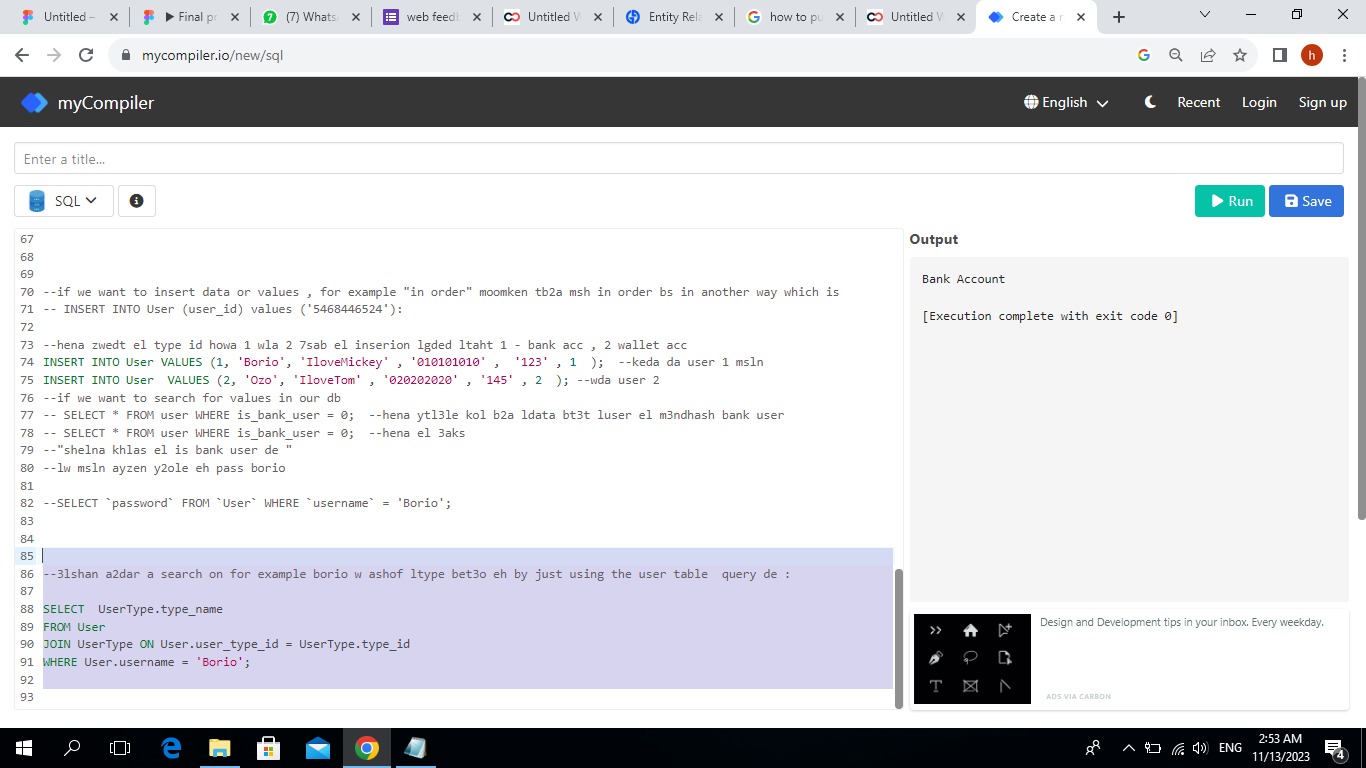 Untitled –
Final pr
(7) Whats
web feed
Untitled W
Entity Rela
how to pu
Untitled W
Create a n
mycompiler.io/new/sql
h
myCompiler
English
Recent
Login
Sign up
Enter a title...
SQL
Run
Save
67
68
69
70 --if we want to insert data or values , for example "in order" moomken tb2a msh in order bs in another way which is
71 -- INSERT INTO User (user_id) values ('5468446524'):
72
73 --hena zwedt el type id howa 1 wla 2 7sab el inserion lgded ltaht 1 - bank acc , 2 wallet acc
74 INSERT INTO User VALUES (1, 'Borio', 'IloveMickey' , '010101010' ,  '123' , 1  );  --keda da user 1 msln
75 INSERT INTO User  VALUES (2, 'Ozo', 'IloveTom' , '020202020' , '145' , 2  ); --wda user 2
76 --if we want to search for values in our db
77 -- SELECT * FROM user WHERE is_bank_user = 0;  --hena ytl3le kol b2a ldata bt3t luser el m3ndhash bank user
78 -- SELECT * FROM user WHERE is_bank_user = 0;  --hena el 3aks
79 --"shelna khlas el is bank user de "
80 --lw msln ayzen y2ole eh pass borio
81
82 --SELECT `password` FROM `User` WHERE `username` = 'Borio';
83
84
85
86 --3lshan a2dar a search on for example borio w ashof ltype bet3o eh by just using the user table  query de :
87
88 SELECT  UserType.type_name
89 FROM User
90 JOIN UserType ON User.user_type_id = UserType.type_id
91 WHERE User.username = 'Borio';
92
93
Output
Bank Account
[Execution complete with exit code 0]
Design and Development tips in your inbox. Every weekday.
ADS VIA CARBON
ENG
2:53 AM
11/13/2023
4